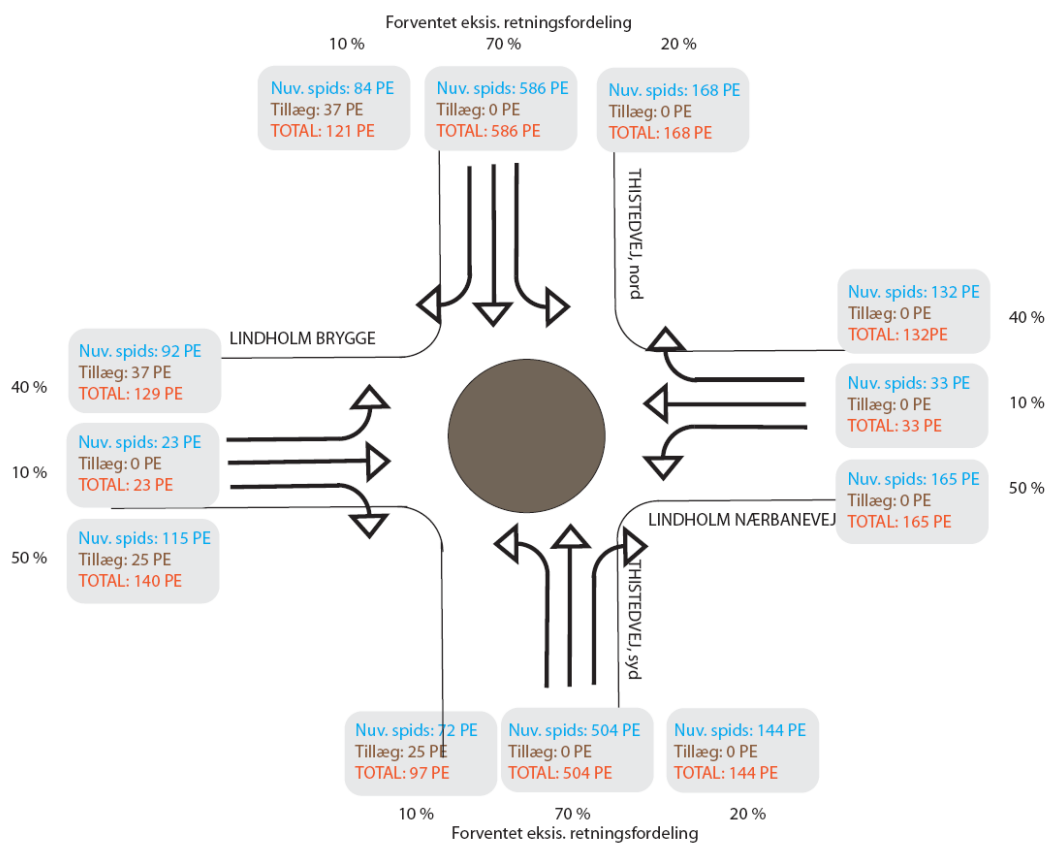 Forventet eksis. retningsfordeling
10 %
70 %
20 %
Nuv. spids: 84 PE
Tillæg: 37 PE
TOTAL: 121 PE
Nuv. spids: 586 PE
Tillæg: 0 PE
TOTAL: 586 PE
Nuv. spids: 168 PE
Tillæg: 0 PE
TOTAL: 168 PE
THISTEDVEJ, nord
Nuv. spids: 132 PE
Tillæg: 0 PE
TOTAL: 132PE
40 %
LINDHOLM BRYGGE
Nuv. spids: 92 PE
Tillæg: 37 PE
TOTAL: 129 PE
40 %
Nuv. spids: 33 PE
Tillæg: 0 PE
TOTAL: 33 PE
10 %
Nuv. spids: 23 PE
Tillæg: 0 PE
TOTAL: 23 PE
10 %
Nuv. spids: 165 PE
Tillæg: 0 PE
TOTAL: 165 PE
50 %
LINDHOLM NÆRBANEVEJ
Nuv. spids: 115 PE
Tillæg: 25 PE
TOTAL: 140 PE
50 %
THISTEDVEJ, syd
Nuv. spids: 72 PE
Tillæg: 25 PE
TOTAL: 97 PE
Nuv. spids: 504 PE
Tillæg: 0 PE
TOTAL: 504 PE
Nuv. spids: 144 PE
Tillæg: 0 PE
TOTAL: 144 PE
10 %
70 %
20 %
Forventet eksis. retningsfordeling